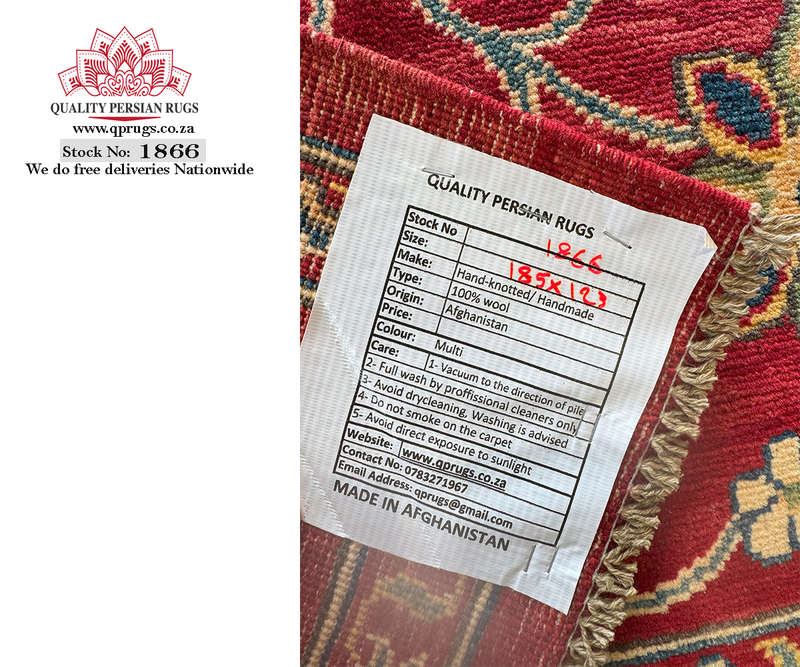 QUALITY PERSIAN RUGS
www.qprugs.co.za
Stock No: 1866
We do free deliveries Nationwide
QUALITY PERSIAN RUGS
Stock No 1866
Size: 185x123
Make: Hand-knotted/ Handmade
Type: 100% wool
Origin: Afghanistan
Price:
Colour: Multi
Care: 1- Vacuum to the direction of pile
2- Full wash by proffissional cleaners only
3- Avoid drycleaning, Washing is advised
4- Do not smoke on the carpet
5- Avoid direct exposure to sunlight
Website: www.qprugs.co.za
Contact No: 0783271967
Email Address: qprugs@gmail.com
MADE IN AFGHANISTAN